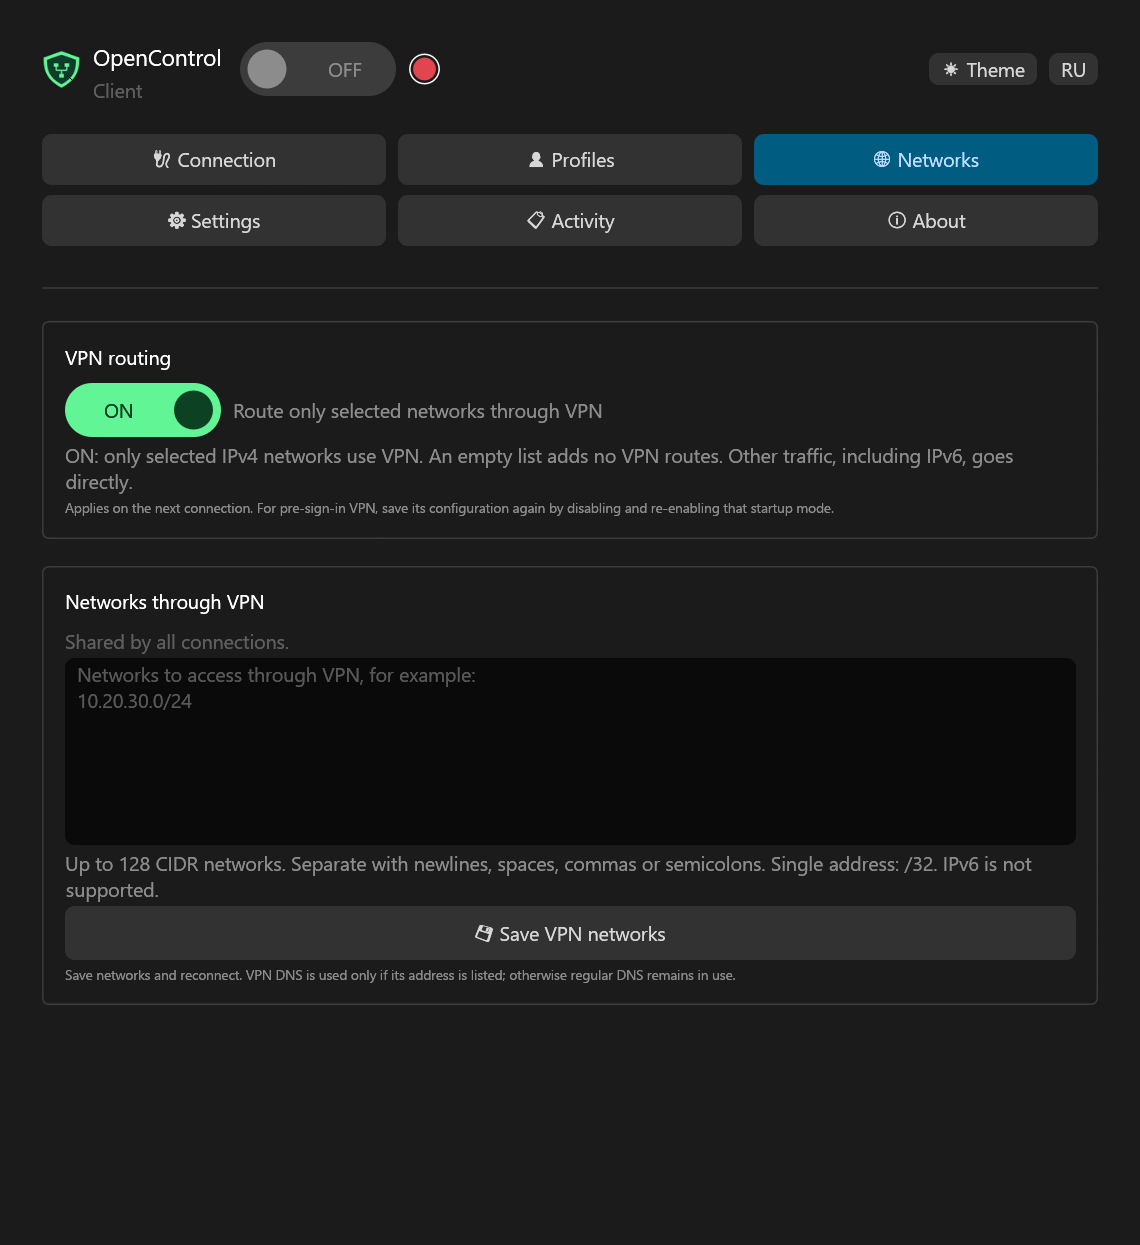 OpenControl
Client
OFF
Theme
RU
Connection
Profiles
Networks
Settings
Activity
About
VPN routing
ON
Route only selected networks through VPN
ON: only selected IPv4 networks use VPN. An empty list adds no VPN routes. Other traffic, including IPv6, goes
directly.
Applies on the next connection. For pre-sign-in VPN, save its configuration again by disabling and re-enabling that startup mode.
Networks through VPN
Shared by all connections.
Networks to access through VPN, for example:
10.20.30.0/24
Up to 128 CIDR networks. Separate with newlines, spaces, commas or semicolons. Single address: /32. IPv6 is not
supported.
Save VPN networks
Save networks and reconnect. VPN DNS is used only if its address is listed; otherwise regular DNS remains in use.